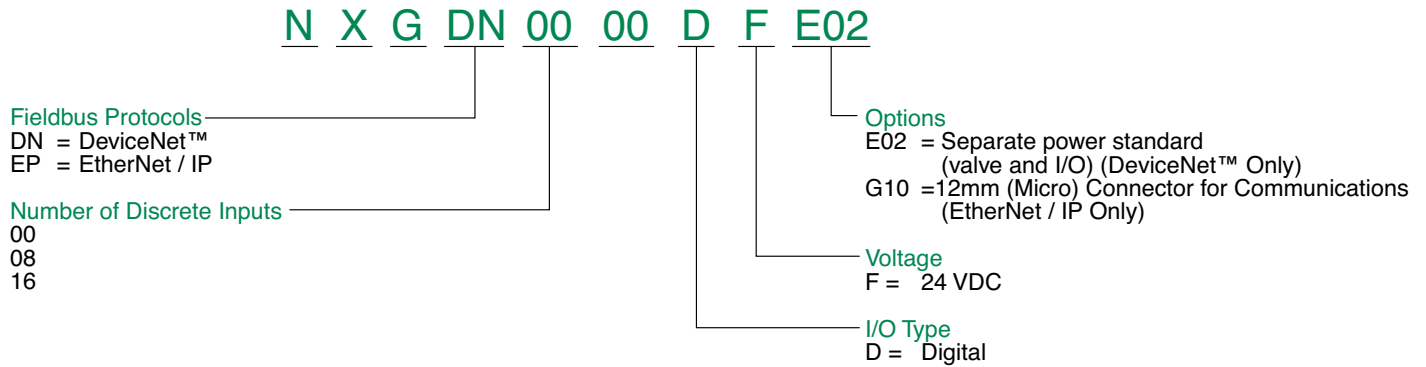 N X G DN 00 00 D F E02
Fieldbus Protocols
DN = DeviceNet™
EP = EtherNet / IP
Number of Discrete Inputs
00
08
16
Options
E02 = Separate power standard
(valve and I/O) (DeviceNet™ Only)
G10 =12mm (Micro) Connector for Communications
(EtherNet / IP Only)
Voltage
F = 24 VDC
I/O Type
D = Digital